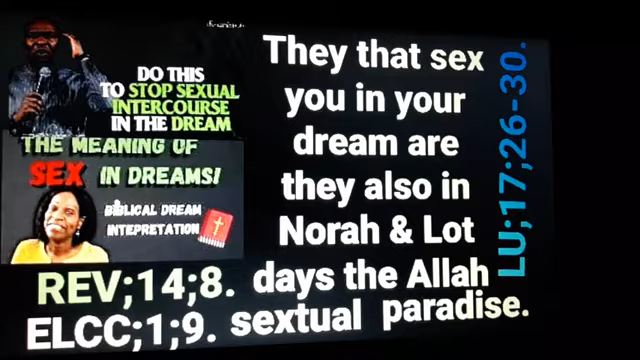 DO THIS
TO STOP SEXUAL
INTERCOURSE
IN THE DREAM
THE MEANING OF
SEX IN DREAMS!
BIBLICAL DREAM
INTEPRETATION
They that sex
you in your
dream are
they also in
Norah & Lot
days the Allah
sextual paradise.
REV;14;8.
ELCC;1;9.
LU;17;26-30.